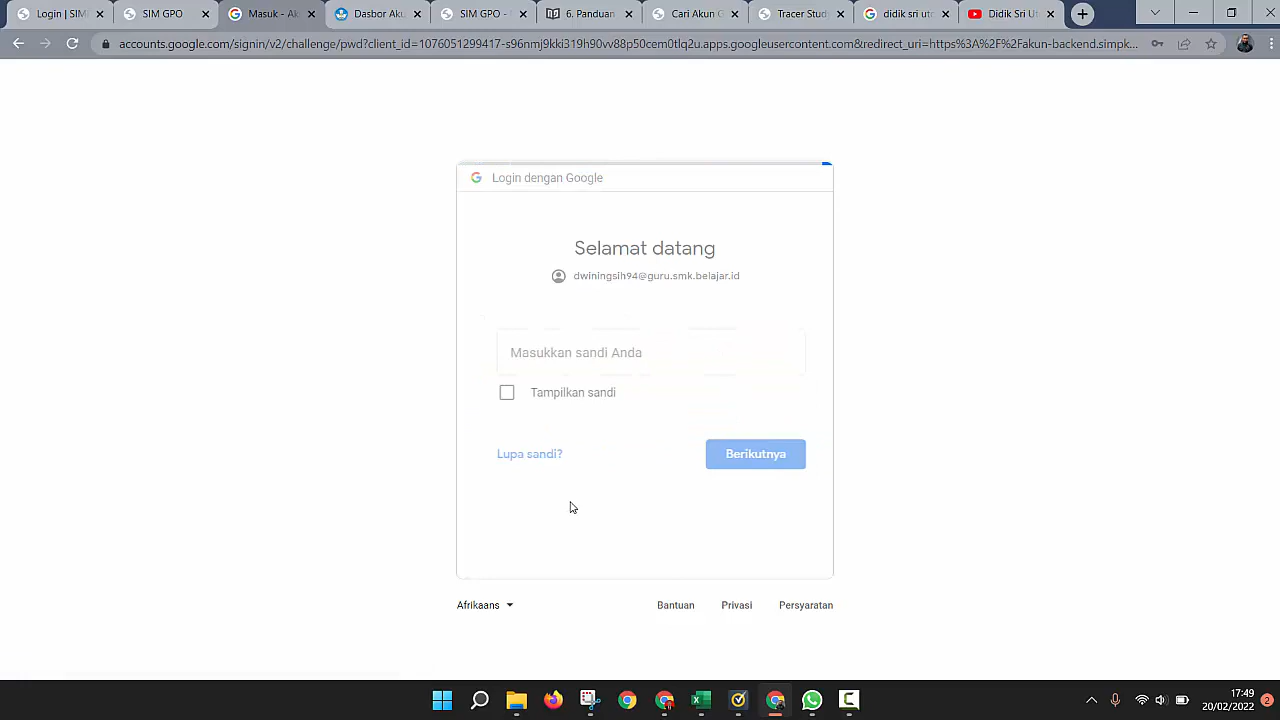 Login | SIM
SIM GPO
Masuk - Ak
Dasbor Aku
SIM GPO -
6. Panduan
Cari Akun G
Tracer Study
didik sri u
Didik Sri Ut
accounts.google.com/signin/v2/challenge/pwd?client_id=1076051299417-s96nmj9kif319h90vv88p50cem0tlq2u.apps.googleusercontent.com&redirect_uri=https%3A%2F%2Fakun-backend.simpk...
Login dengan Google
Selamat datang
dwiningsih94@guru.smk.belajar.id
Masukkan sandi Anda
Tampilkan sandi
Lupa sandi?
Berikutnya
Afrikaans
Bantuan
Privasi
Persyaratan
17:49
20/02/2022
2